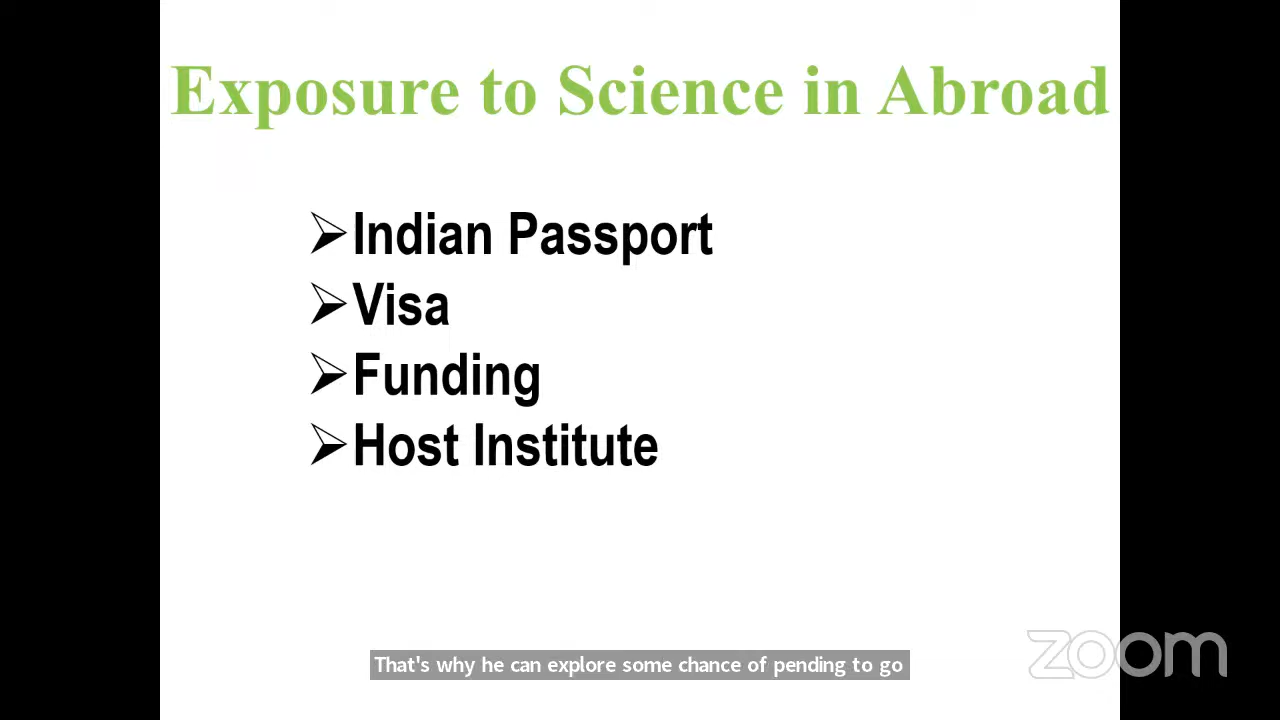 Exposure to Science in Abroad
➢Indian Passport
➢Visa
➢Funding
➢Host Institute
That's why he can explore some chance of pending to go
zoom